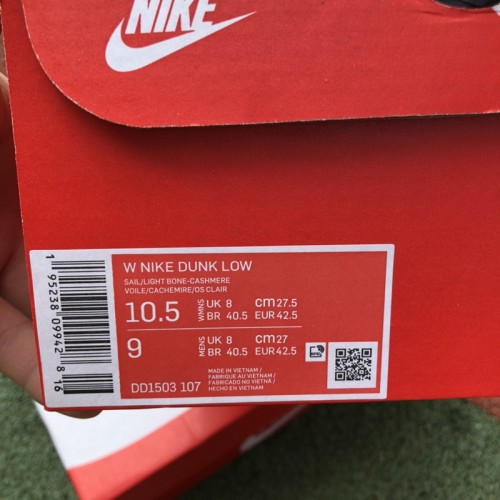 NIKE
W NIKE DUNK LOW
SAIL/LIGHT BONE-CASHMERE
VOILE/CACHEMIRE/OS CLAIR
10.5 WMNS UK 8 cm 27.5
BR 40.5 EUR 42.5
9 MENS UK 8 cm 27
BR 40.5 EUR 42.5
DD1503 107
MADE IN VIETNAM /
FABRIQUE AU VIETNAM /
FABRICADO NO VIETNÃ /
HECHO EN VIETNAM
1 95238 09942 8 16